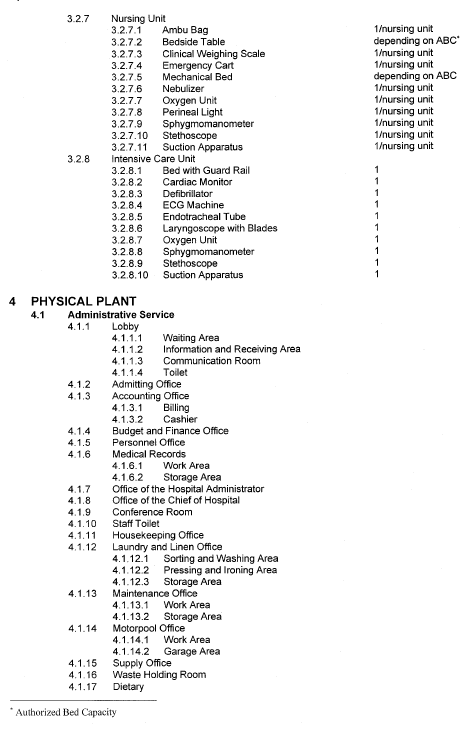 3.2.7 Nursing Unit
3.2.7.1 Ambu Bag 1/nursing unit
3.2.7.2 Bedside Table depending on ABC*
3.2.7.3 Clinical Weighing Scale 1/nursing unit
3.2.7.4 Emergency Cart 1/nursing unit
3.2.7.5 Mechanical Bed depending on ABC
3.2.7.6 Nebulizer 1/nursing unit
3.2.7.7 Oxygen Unit 1/nursing unit
3.2.7.8 Perineal Light 1/nursing unit
3.2.7.9 Sphygmomanometer 1/nursing unit
3.2.7.10 Stethoscope 1/nursing unit
3.2.7.11 Suction Apparatus 1/nursing unit
3.2.8 Intensive Care Unit
3.2.8.1 Bed with Guard Rail 1
3.2.8.2 Cardiac Monitor 1
3.2.8.3 Defibrillator 1
3.2.8.4 ECG Machine 1
3.2.8.5 Endotracheal Tube 1
3.2.8.6 Laryngoscope with Blades 1
3.2.8.7 Oxygen Unit 1
3.2.8.8 Sphygmomanometer 1
3.2.8.9 Stethoscope 1
3.2.8.10 Suction Apparatus 1
4 PHYSICAL PLANT
4.1 Administrative Service
4.1.1 Lobby
4.1.1.1 Waiting Area
4.1.1.2 Information and Receiving Area
4.1.1.3 Communication Room
4.1.1.4 Toilet
4.1.2 Admitting Office
4.1.3 Accounting Office
4.1.3.1 Billing
4.1.3.2 Cashier
4.1.4 Budget and Finance Office
4.1.5 Personnel Office
4.1.6 Medical Records
4.1.6.1 Work Area
4.1.6.2 Storage Area
4.1.7 Office of the Hospital Administrator
4.1.8 Office of the Chief of Hospital
4.1.9 Conference Room
4.1.10 Staff Toilet
4.1.11 Housekeeping Office
4.1.12 Laundry and Linen Office
4.1.12.1 Sorting and Washing Area
4.1.12.2 Pressing and Ironing Area
4.1.12.3 Storage Area
4.1.13 Maintenance Office
4.1.13.1 Work Area
4.1.13.2 Storage Area
4.1.14 Motorpool Office
4.1.14.1 Work Area
4.1.14.2 Garage Area
4.1.15 Supply Office
4.1.16 Waste Holding Room
4.1.17 Dietary
* Authorized Bed Capacity